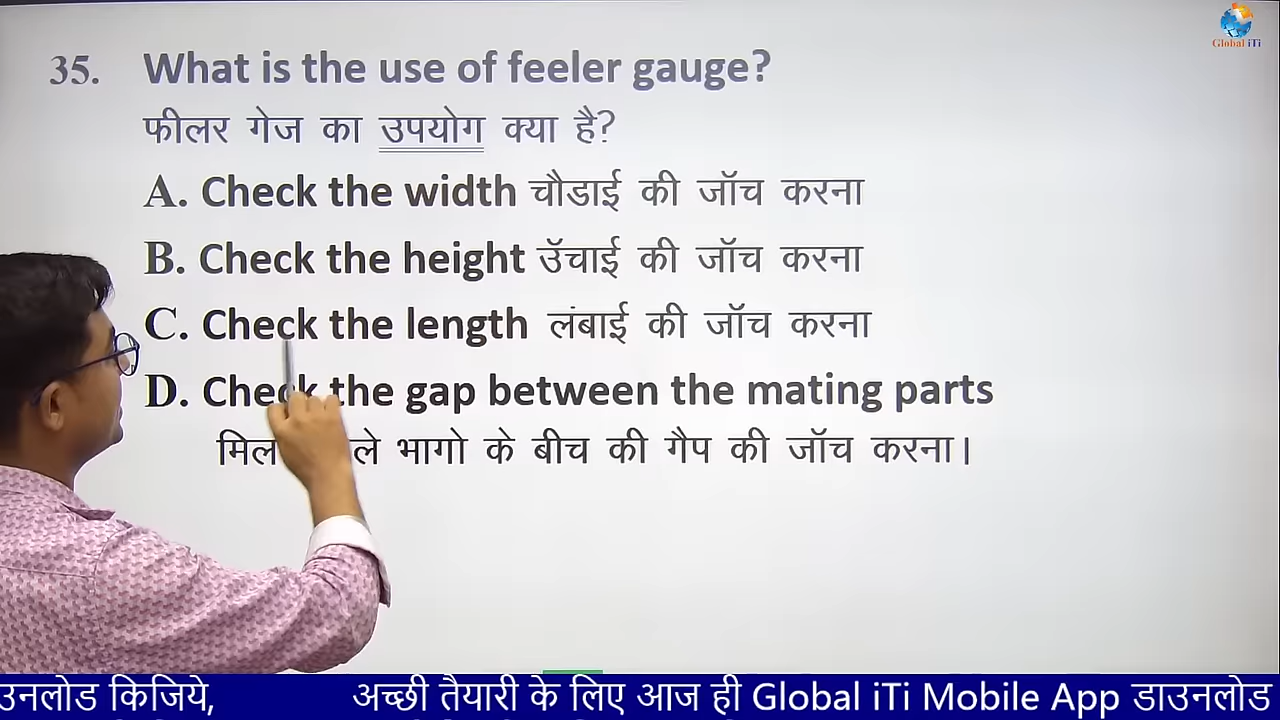 Global iTi
35. What is the use of feeler gauge?
फीलर गेज का उपयोग क्या है?
A. Check the width चौडाई की जॉच करना
B. Check the height उॅचाई की जॉच करना
C. Check the length लंबाई की जॉच करना
D. Check the gap between the mating parts
भागो के बीच की गैप की जॉच करना।
उनलोड किजिये, अच्छी तैयारी के लिए आज ही Global iTi Mobile App डाउनलोड